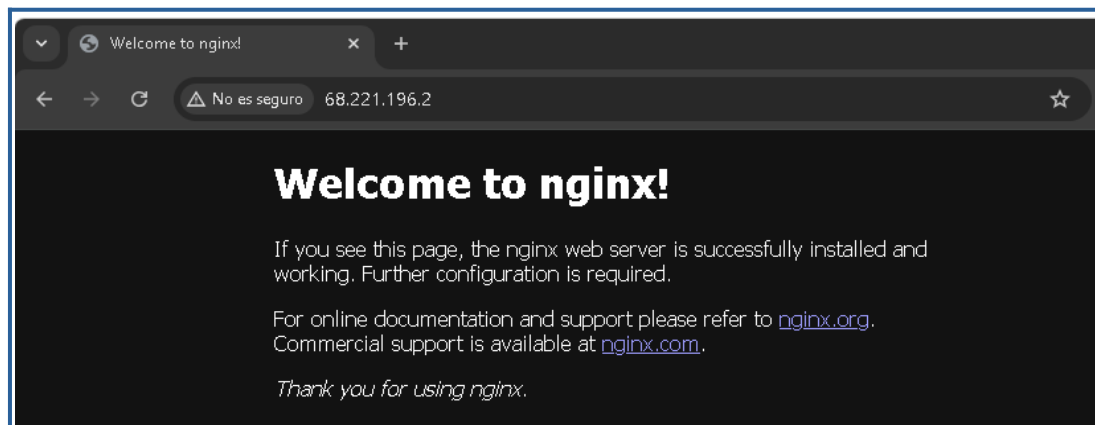 Welcome to nginx!
No es seguro 68.221.196.2
Welcome to nginx!
If you see this page, the nginx web server is successfully installed and
working. Further configuration is required.
For online documentation and support please refer to nginx.org.
Commercial support is available at nginx.com.
Thank you for using nginx.